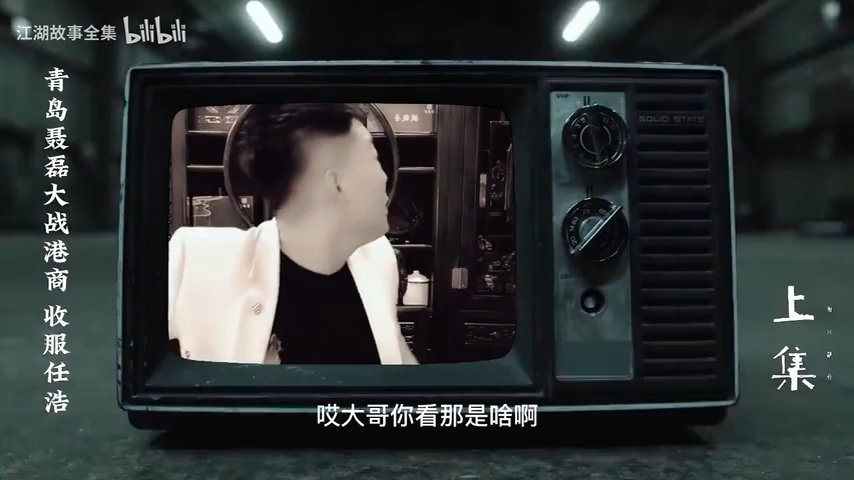 江湖故事全集 bilibili
青岛聂磊大战港商 收服任浩
VHF
SOLID STATE
上集
哎大哥你看那是啥啊